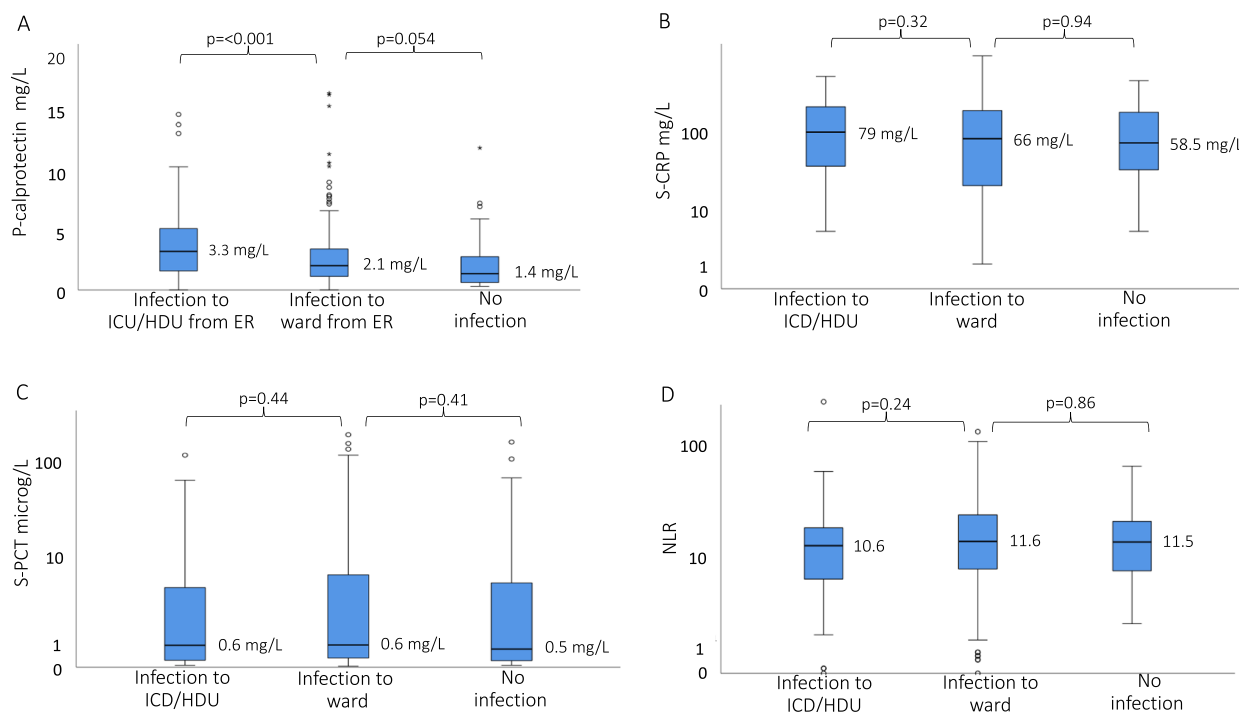 A
p=<0.001
p=0.054
P-calprotectin mg/L
20
15
10
5
0
3.3 mg/L
2.1 mg/L
1.4 mg/L
Infection to
ICU/HDU from ER
Infection to
ward from ER
No
infection
B
p=0.32
p=0.94
S-CRP mg/L
100
10
1
0
79 mg/L
66 mg/L
58.5 mg/L
Infection to
ICD/HDU
Infection to
ward
No
infection
C
p=0.44
p=0.41
S-PCT microg/L
100
10
1
0
0.6 mg/L
0.6 mg/L
0.5 mg/L
Infection to
ICD/HDU
Infection to
ward
No
infection
D
p=0.24
p=0.86
NLR
100
10
1
0
10.6
11.6
11.5
Infection to
ICD/HDU
Infection to
ward
No
infection